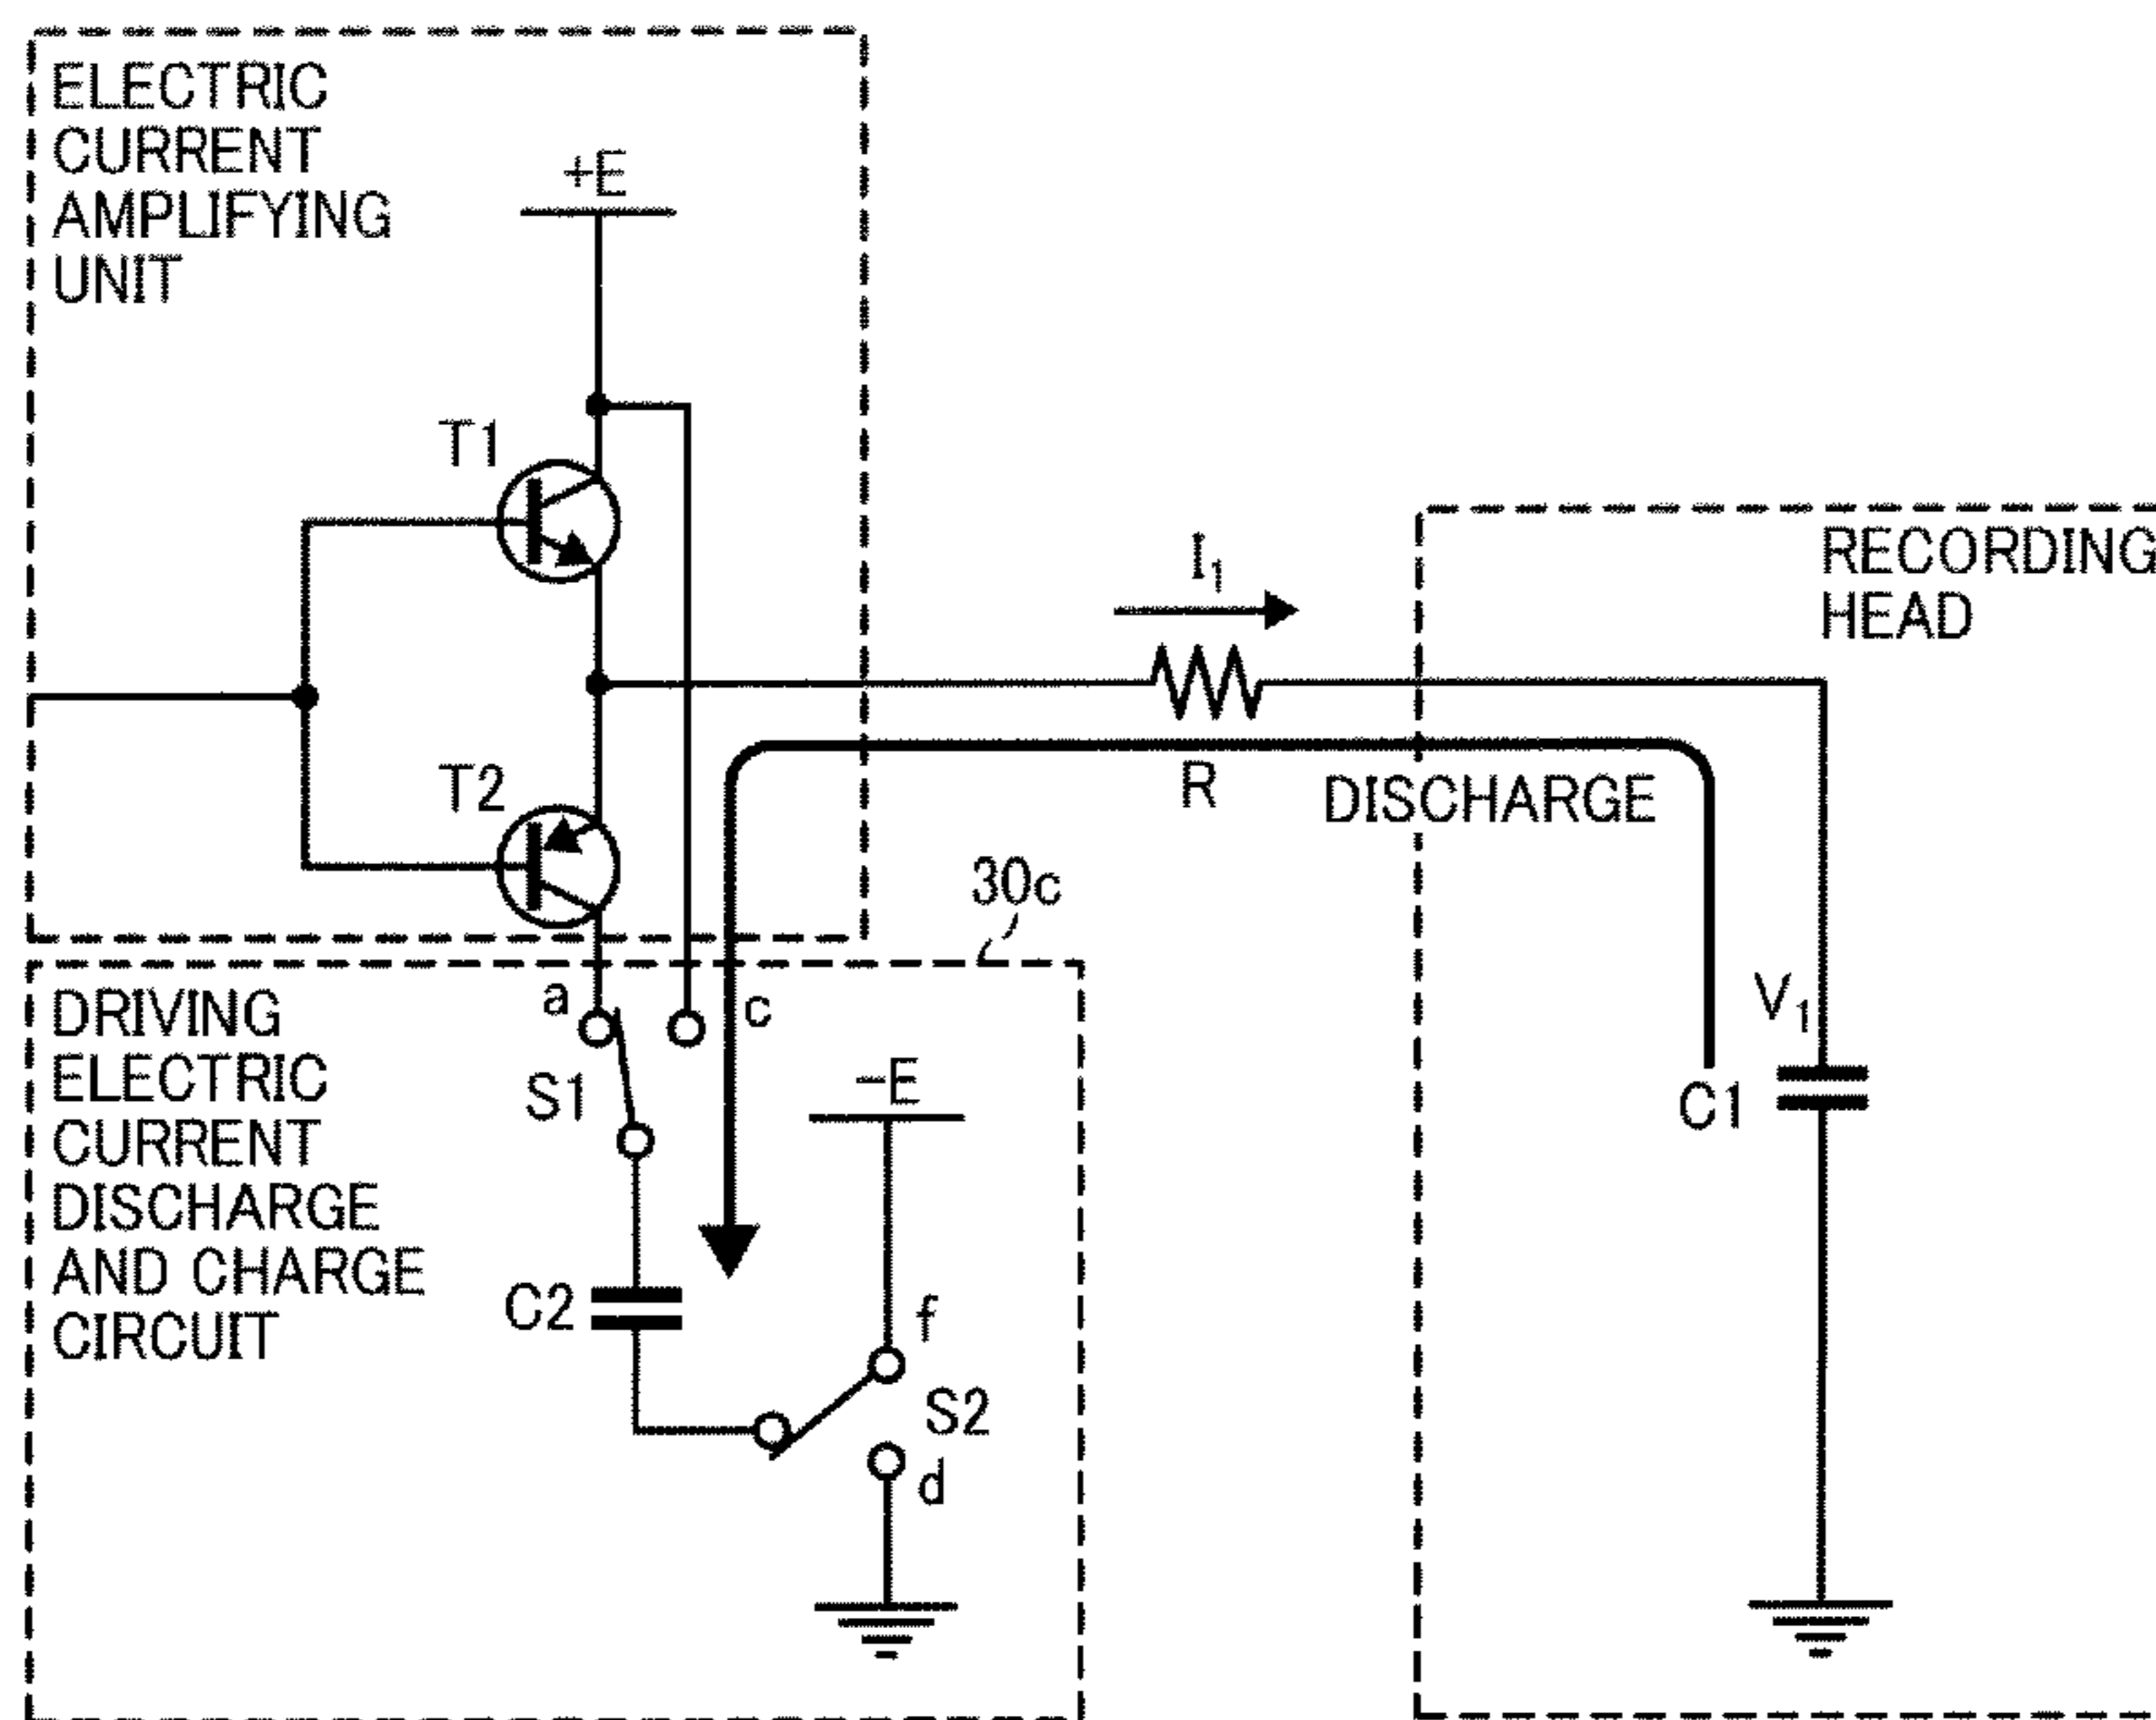 ELECTRIC
CURRENT
AMPLIFYING
UNIT
+E
T1
I₁
RECORDING
HEAD
T2
R
DISCHARGE
30c
DRIVING
ELECTRIC
CURRENT
DISCHARGE
AND CHARGE
CIRCUIT
a
c
V₁
S1
-E
C1
C2
f
S2
d